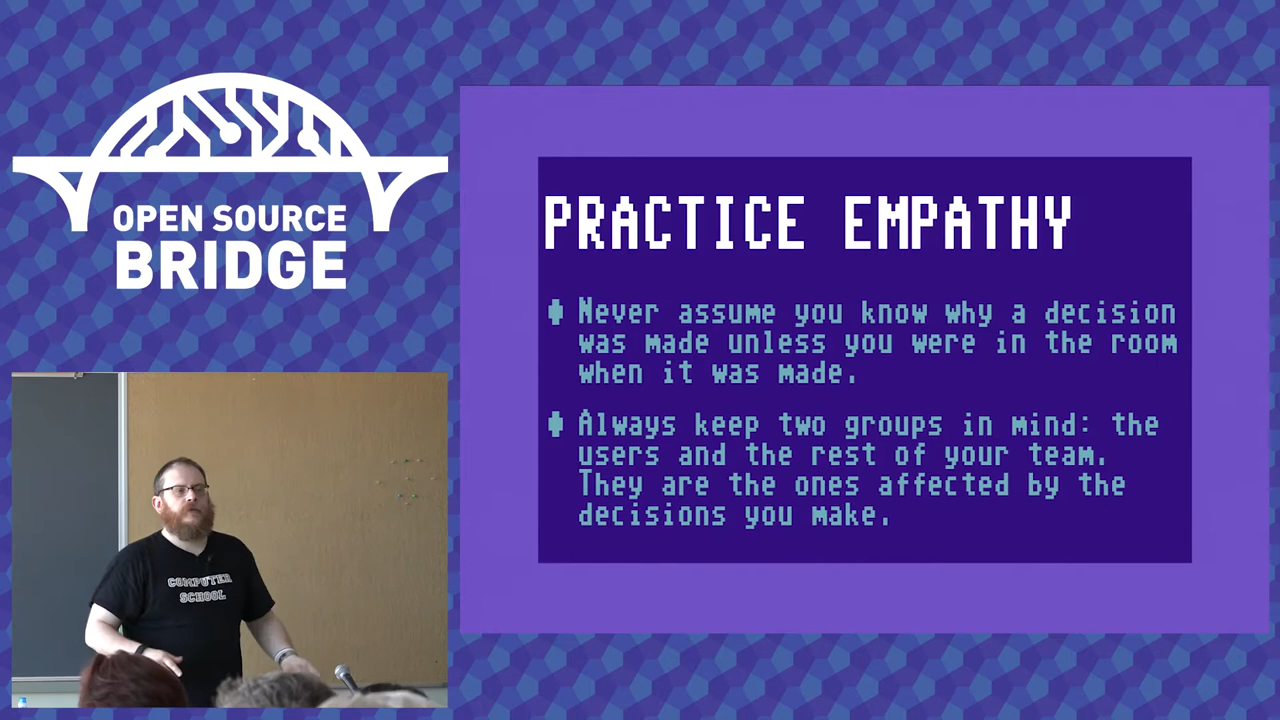 OPEN SOURCE
BRIDGE
PRACTICE EMPATHY
Never assume you know why a decision
was made unless you were in the room
when it was made.
Always keep two groups in mind: the
users and the rest of your team.
They are the ones affected by the
decisions you make.
COMPUTER
SCHOOL